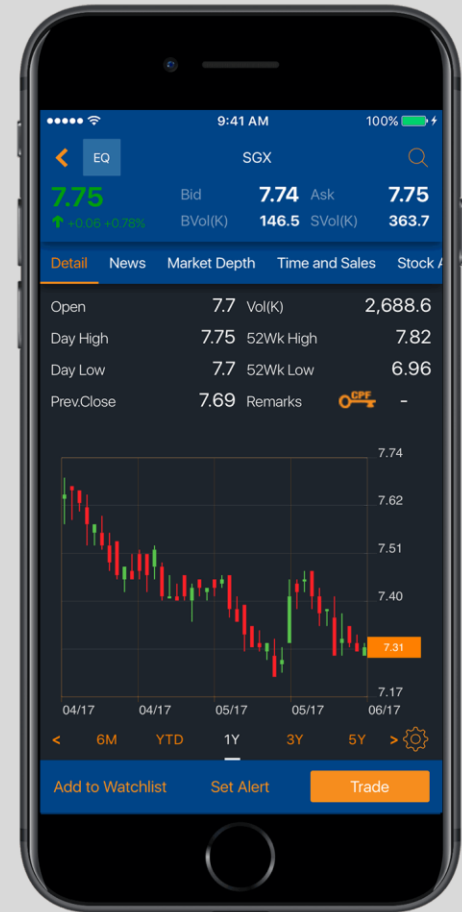 9:41 AM 100%
EQ SGX
7.75 Bid 7.74 Ask 7.75
+0.06 +0.78% BVol(K) 146.5 SVol(K) 363.7
Detail News Market Depth Time and Sales Stock A
Open 7.7 Vol(K) 2,688.6
Day High 7.75 52Wk High 7.82
Day Low 7.7 52Wk Low 6.96
Prev.Close 7.69 Remarks CPF -
7.74
7.62
7.51
7.40
7.31
7.17
04/17 04/17 05/17 05/17 06/17
< 6M YTD 1Y 3Y 5Y >
Add to Watchlist Set Alert Trade